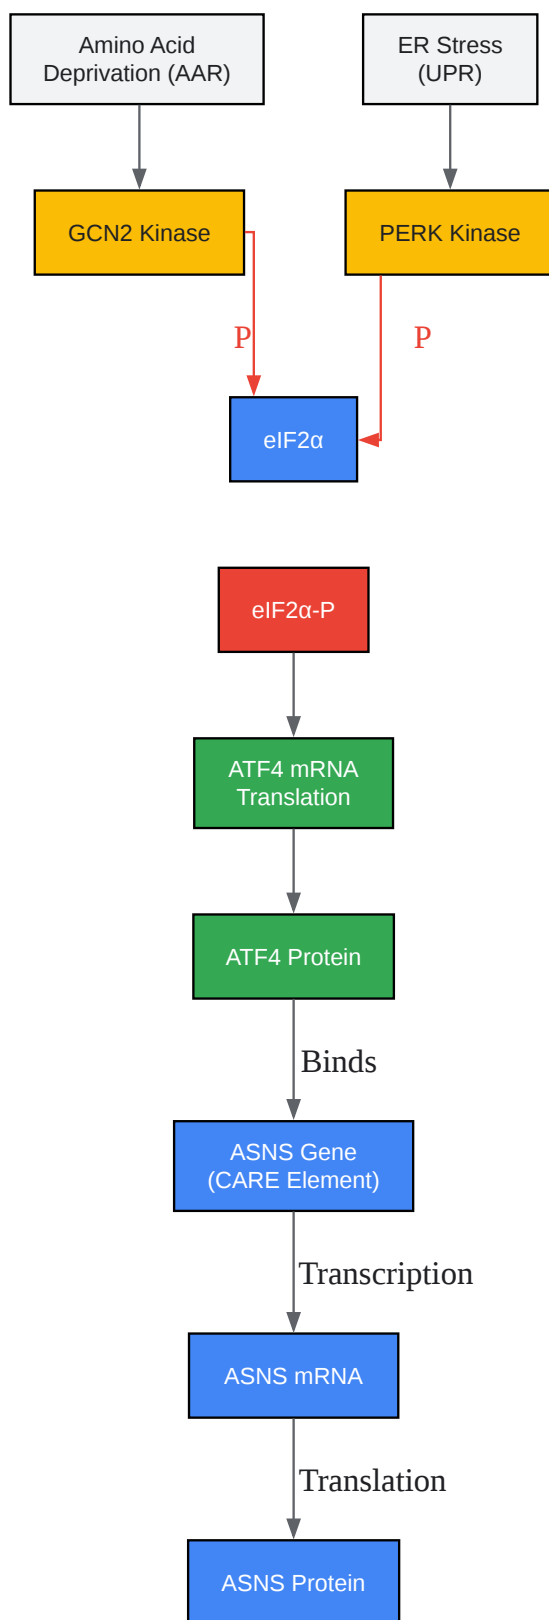 Amino Acid
Deprivation (AAR)
ER Stress
(UPR)
GCN2 Kinase
PERK Kinase
P
P
eIF2α
eIF2α-P
ATF4 mRNA
Translation
ATF4 Protein
Binds
ASNS Gene
(CARE Element)
Transcription
ASNS mRNA
Translation
ASNS Protein